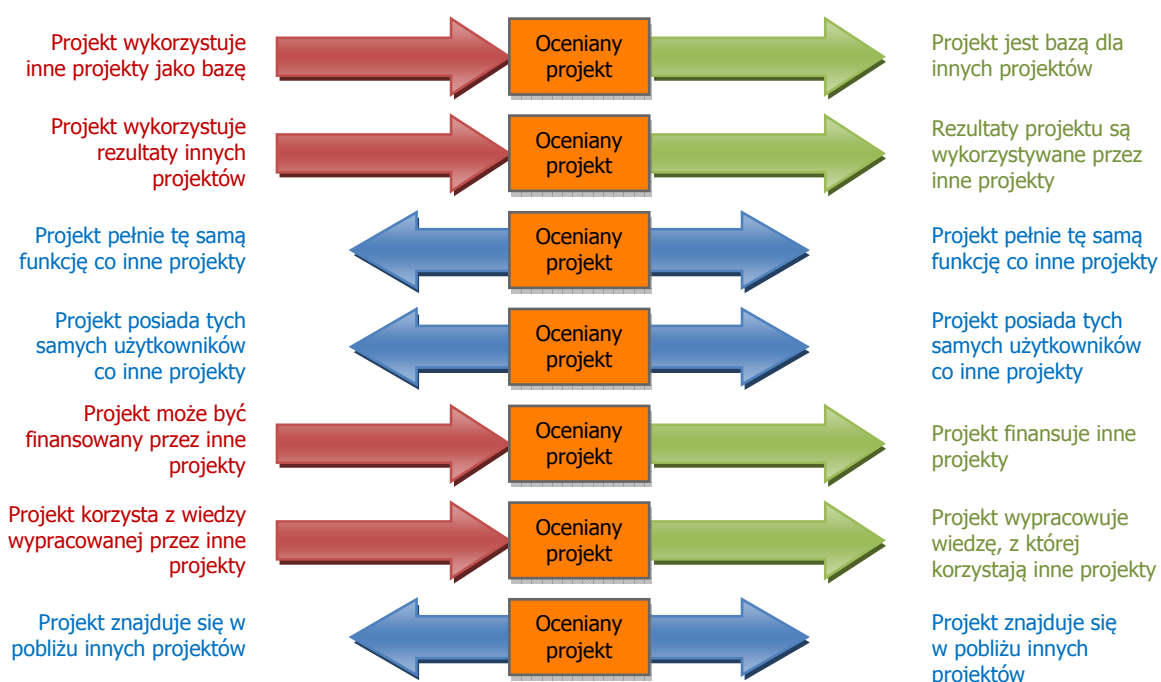 Projekt wykorzystuje
inne projekty jako bazę
Oceniany
projekt
Projekt jest bazą dla
innych projektów
Projekt wykorzystuje
rezultaty innych
projektów
Oceniany
projekt
Rezultaty projektu są
wykorzystywane przez
inne projekty
Projekt pełnie tę samą
funkcję co inne projekty
Oceniany
projekt
Projekt pełnie tę samą
funkcję co inne projekty
Projekt posiada tych
samych użytkowników
co inne projekty
Oceniany
projekt
Projekt posiada tych
samych użytkowników
co inne projekty
Projekt może być
finansowany przez inne
projekty
Oceniany
projekt
Projekt finansuje inne
projekty
Projekt korzysta z wiedzy
wypracowanej przez inne
projekty
Oceniany
projekt
Projekt wypracowuje
wiedzę, z której
korzystają inne projekty
Projekt znajduje się w
pobliżu innych projektów
Oceniany
projekt
Projekt znajduje się
w pobliżu innych
projektów